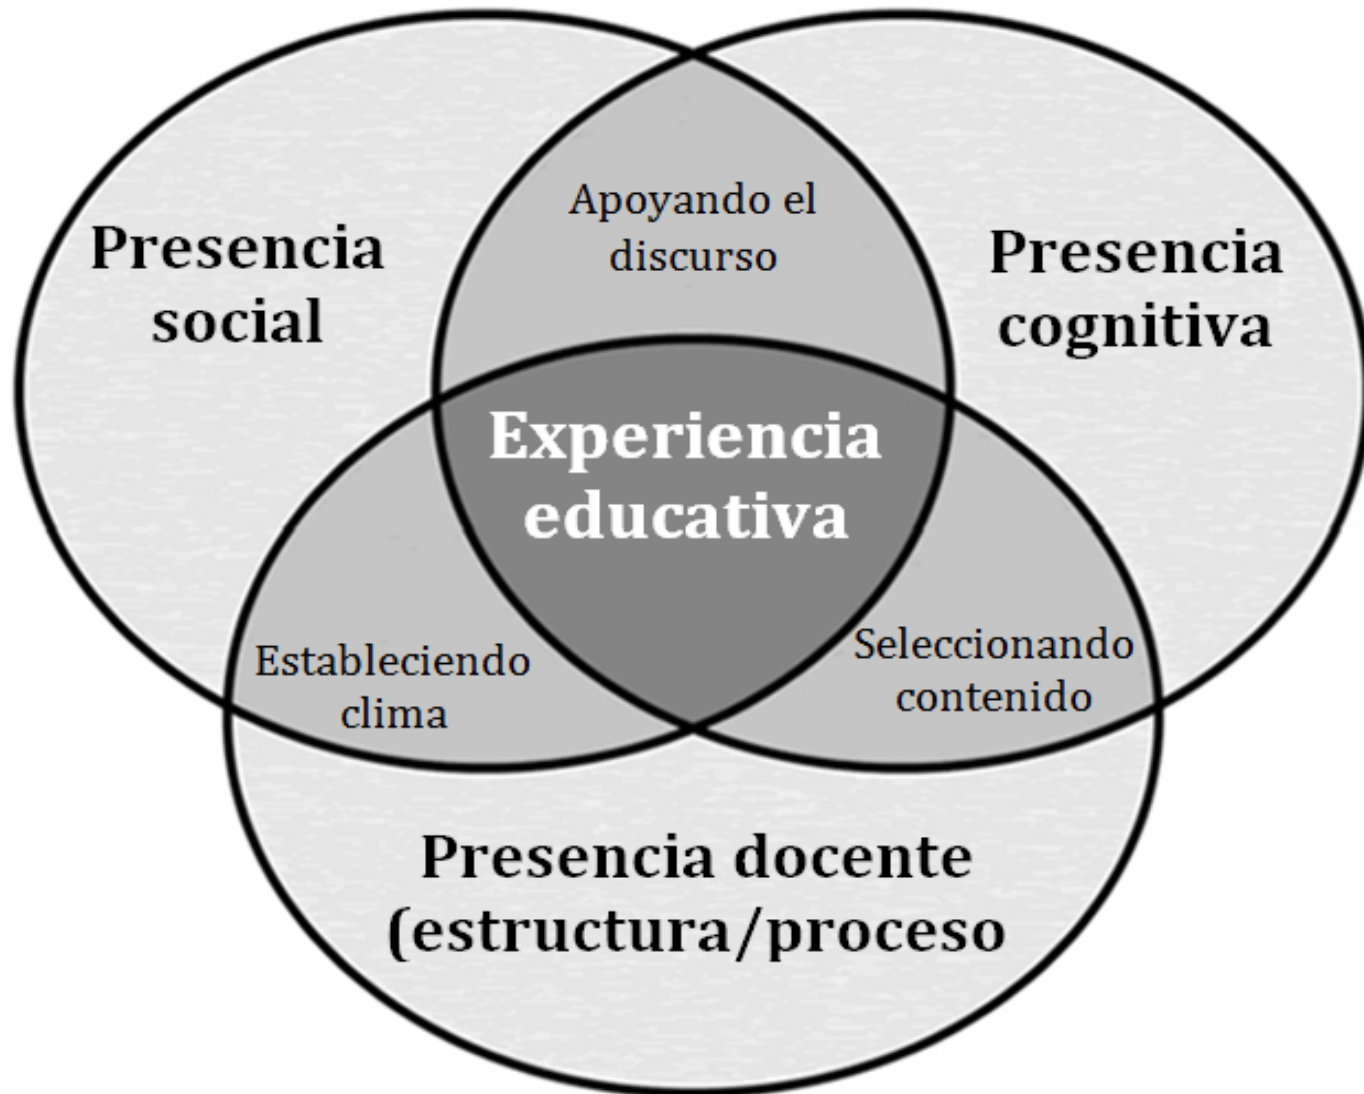 Apoyando el
discurso
Presencia
social
Presencia
cognitiva
Experiencia
educativa
Estableciendo
clima
Seleccionando
contenido
Presencia docente
(estructura/proceso